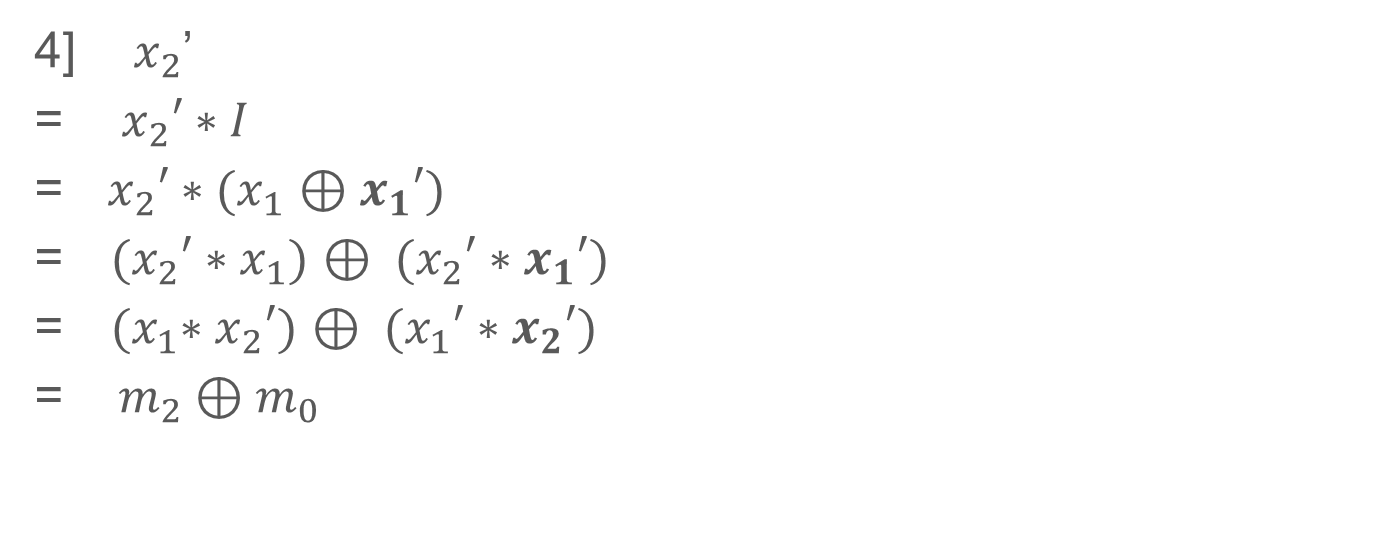 4] x₂’
= x₂′ ∗ I
= x₂′ ∗ (x₁ ⊕ x₁′)
= (x₂′ ∗ x₁) ⊕ (x₂′ ∗ x₁′)
= (x₁∗ x₂′) ⊕ (x₁′ ∗ x₂′)
= m₂ ⊕ m₀